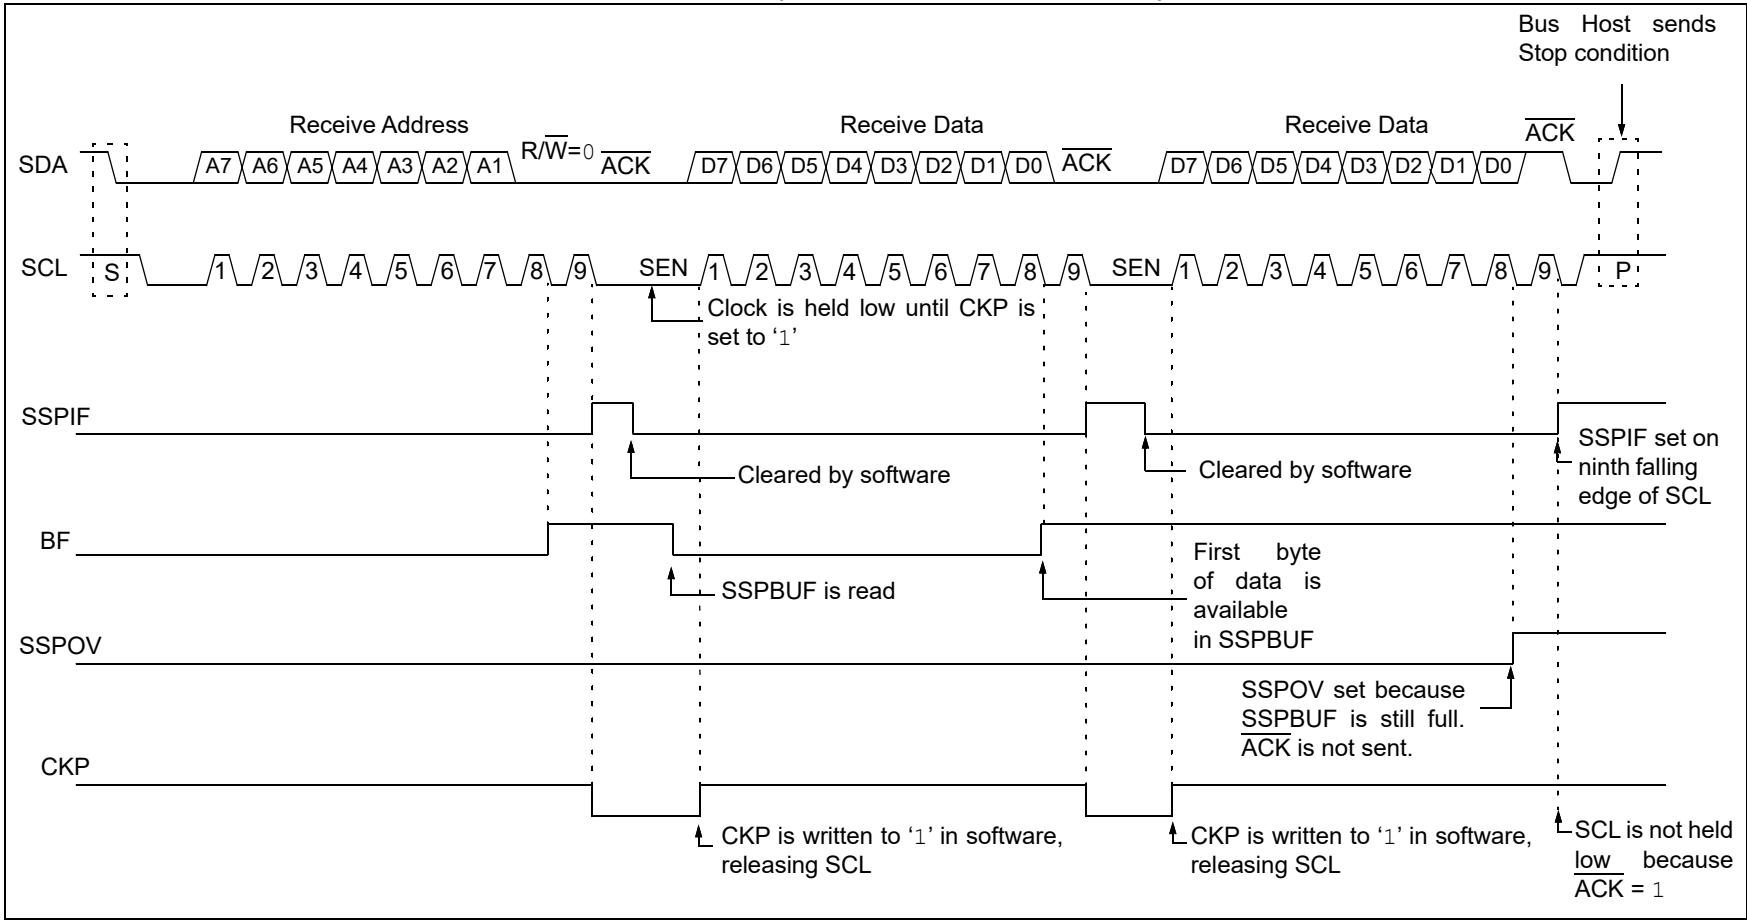 Bus Host sends
Stop condition
Receive Address
Receive Data
Receive Data
SDA
A7 A6 A5 A4 A3 A2 A1
R/W=0
ACK
D7 D6 D5 D4 D3 D2 D1 D0
ACK
D7 D6 D5 D4 D3 D2 D1 D0
ACK
SCL
S
1 2 3 4 5 6 7 8 9
SEN
1 2 3 4 5 6 7 8 9
SEN
1 2 3 4 5 6 7 8 9
P
Clock is held low until CKP is
set to ‘1’
SSPIF
Cleared by software
Cleared by software
SSPIF set on
ninth falling
edge of SCL
BF
SSPBUF is read
First byte
of data is
available
in SSPBUF
SSPOV
SSPOV set because
SSPBUF is still full.
ACK is not sent.
CKP
CKP is written to ‘1’ in software,
releasing SCL
CKP is written to ‘1’ in software,
releasing SCL
SCL is not held
low because
ACK = 1